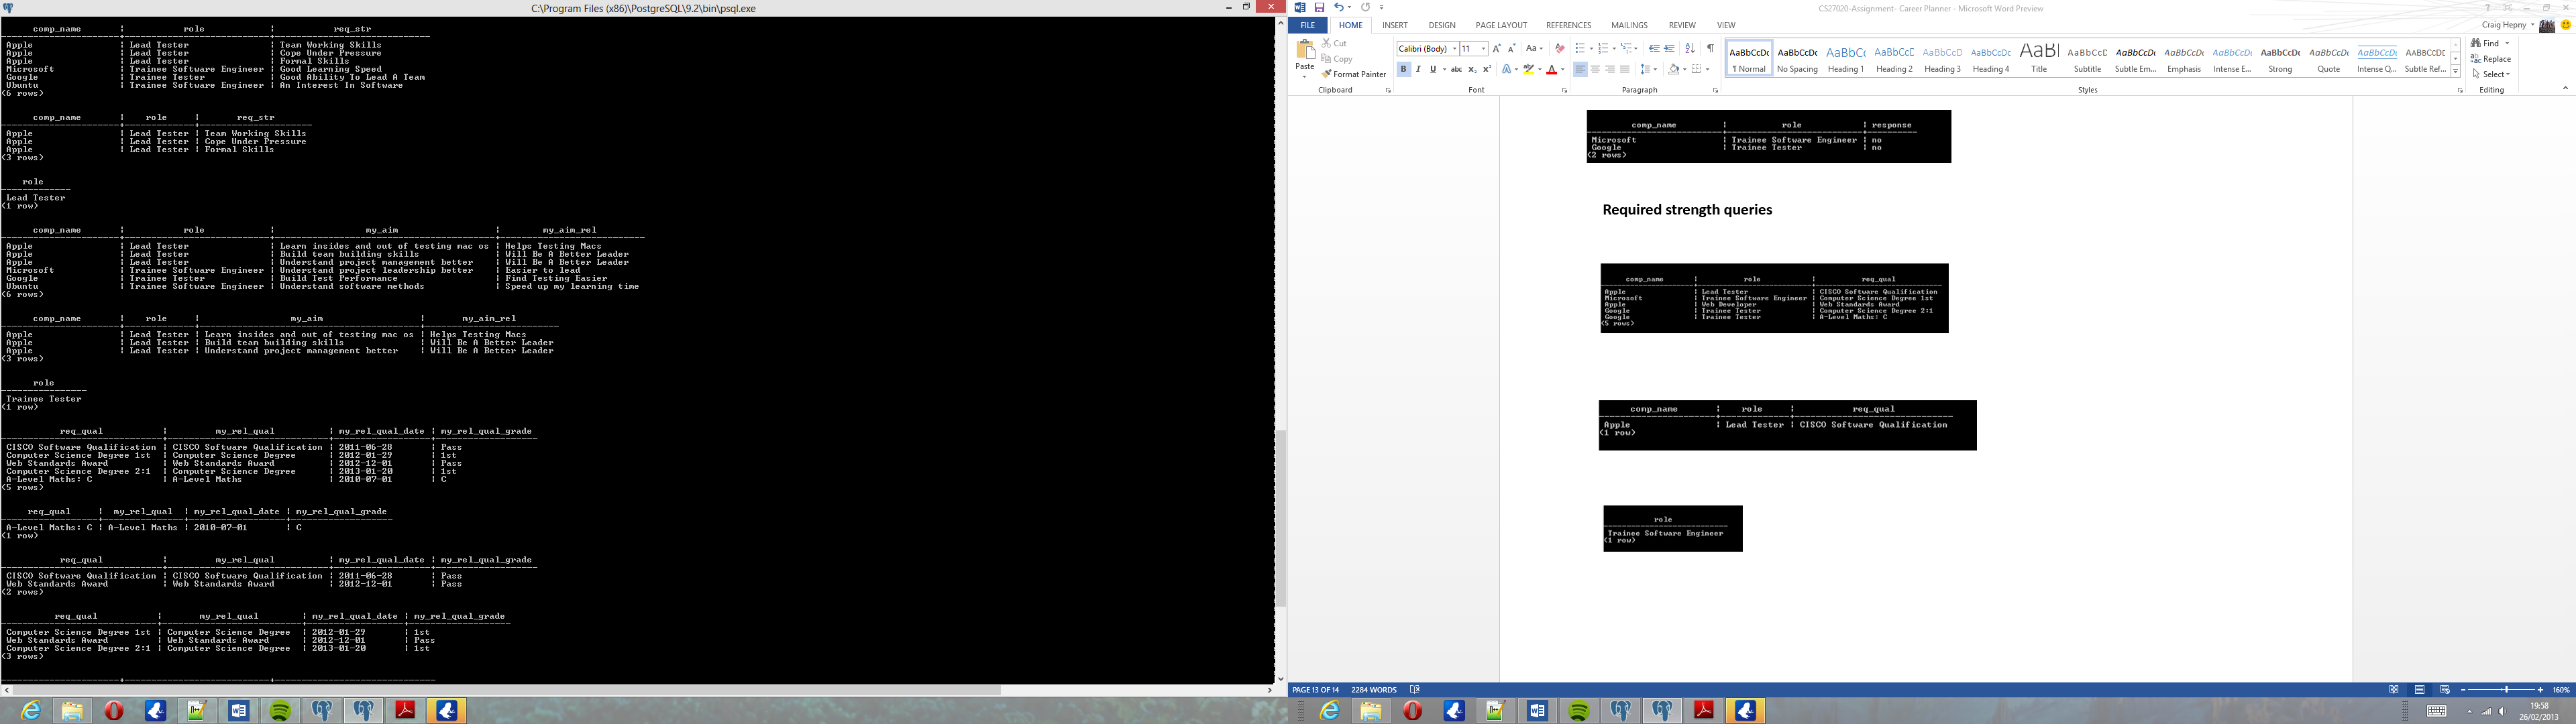 C:\Program Files (x86)\PostgreSQL\9.2\bin\psql.exe
comp_name | role | req_str
Apple | Lead Tester | Team Working Skills
Apple | Lead Tester | Cope Under Pressure
Apple | Lead Tester | Formal Skills
Microsoft | Trainee Software Engineer | Good Learning Speed
Google | Trainee Tester | Good Ability To Lead A Team
Ubuntu | Trainee Software Engineer | An Interest In Software
(6 rows)
comp_name | role | req_str
Apple | Lead Tester | Team Working Skills
Apple | Lead Tester | Cope Under Pressure
Apple | Lead Tester | Formal Skills
(3 rows)
role
Lead Tester
(1 row)
comp_name | role | my_aim | my_aim_rel
Apple | Lead Tester | Learn insides and out of testing mac os | Helps Testing Macs
Apple | Lead Tester | Build team building skills | Will Be A Better Leader
Apple | Lead Tester | Understand project management better | Will Be A Better Leader
Microsoft | Trainee Software Engineer | Understand project leadership better | Easier to lead
Google | Trainee Tester | Build Test Performance | Find Testing Easier
Ubuntu | Trainee Software Engineer | Understand software methods | Speed up my learning time
(6 rows)
comp_name | role | my_aim | my_aim_rel
Apple | Lead Tester | Learn insides and out of testing mac os | Helps Testing Macs
Apple | Lead Tester | Build team building skills | Will Be A Better Leader
Apple | Lead Tester | Understand project management better | Will Be A Better Leader
(3 rows)
role
Trainee Tester
(1 row)
req_qual | my_rel_qual | my_rel_qual_date | my_rel_qual_grade
CISCO Software Qualification | CISCO Software Qualification | 2011-06-28 | Pass
Computer Science Degree 1st | Computer Science Degree | 2012-01-29 | 1st
Web Standards Award | Web Standards Award | 2012-12-01 | Pass
Computer Science Degree 2:1 | Computer Science Degree | 2013-01-20 | 1st
A-Level Maths: C | A-Level Maths | 2010-07-01 | C
(5 rows)
req_qual | my_rel_qual | my_rel_qual_date | my_rel_qual_grade
A-Level Maths: C | A-Level Maths | 2010-07-01 | C
(1 row)
req_qual | my_rel_qual | my_rel_qual_date | my_rel_qual_grade
CISCO Software Qualification | CISCO Software Qualification | 2011-06-28 | Pass
Web Standards Award | Web Standards Award | 2012-12-01 | Pass
(2 rows)
req_qual | my_rel_qual | my_rel_qual_date | my_rel_qual_grade
Computer Science Degree 1st | Computer Science Degree | 2012-01-29 | 1st
Web Standards Award | Web Standards Award | 2012-12-01 | Pass
Computer Science Degree 2:1 | Computer Science Degree | 2013-01-20 | 1st
(3 rows)
CS27020-Assignment- Career Planner - Microsoft Word Preview
FILE HOME INSERT DESIGN PAGE LAYOUT REFERENCES MAILINGS REVIEW VIEW
Craig Hepny
Paste
Cut
Copy
Format Painter
Calibri (Body) 11
AaBbCcDc AaBbCcDc AaBbCc AaBbCcD AaBbCcD AaBbCcD AaBl AaBbCcD AaBbCcDc AaBbCcDc AaBbCcDc AaBbCcDc AaBbCcDc AaBbCcDc AaBbCcDc
¶ Normal No Spacing Heading 1 Heading 2 Heading 3 Heading 4 Title Subtitle Subtle Em... Emphasis Intense E... Strong Quote Intense Q... Subtle Ref...
Find
Replace
Select
Clipboard Font Paragraph Styles Editing
comp_name | role | response
Microsoft | Trainee Software Engineer | no
Google | Trainee Tester | no
(2 rows)
Required strength queries
comp_name | role | req_qual
Apple | Lead Tester | CISCO Software Qualification
Microsoft | Trainee Software Engineer | Computer Science Degree 1st
Apple | Web Developer | Web Standards Award
Google | Trainee Tester | Computer Science Degree 2:1
Google | Trainee Tester | A-Level Maths: C
(5 rows)
comp_name | role | req_qual
Apple | Lead Tester | CISCO Software Qualification
(1 row)
role
Trainee Software Engineer
(1 row)
PAGE 13 OF 14 2284 WORDS
160%
19:58
26/02/2013